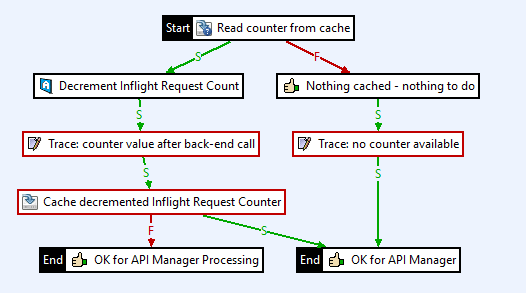 Start Read counter from cache
S F
Decrement Inflight Request Count Nothing cached - nothing to do
S S
Trace: counter value after back-end call Trace: no counter available
S S
Cache decremented Inflight Request Counter
F S
End OK for API Manager Processing End OK for API Manager